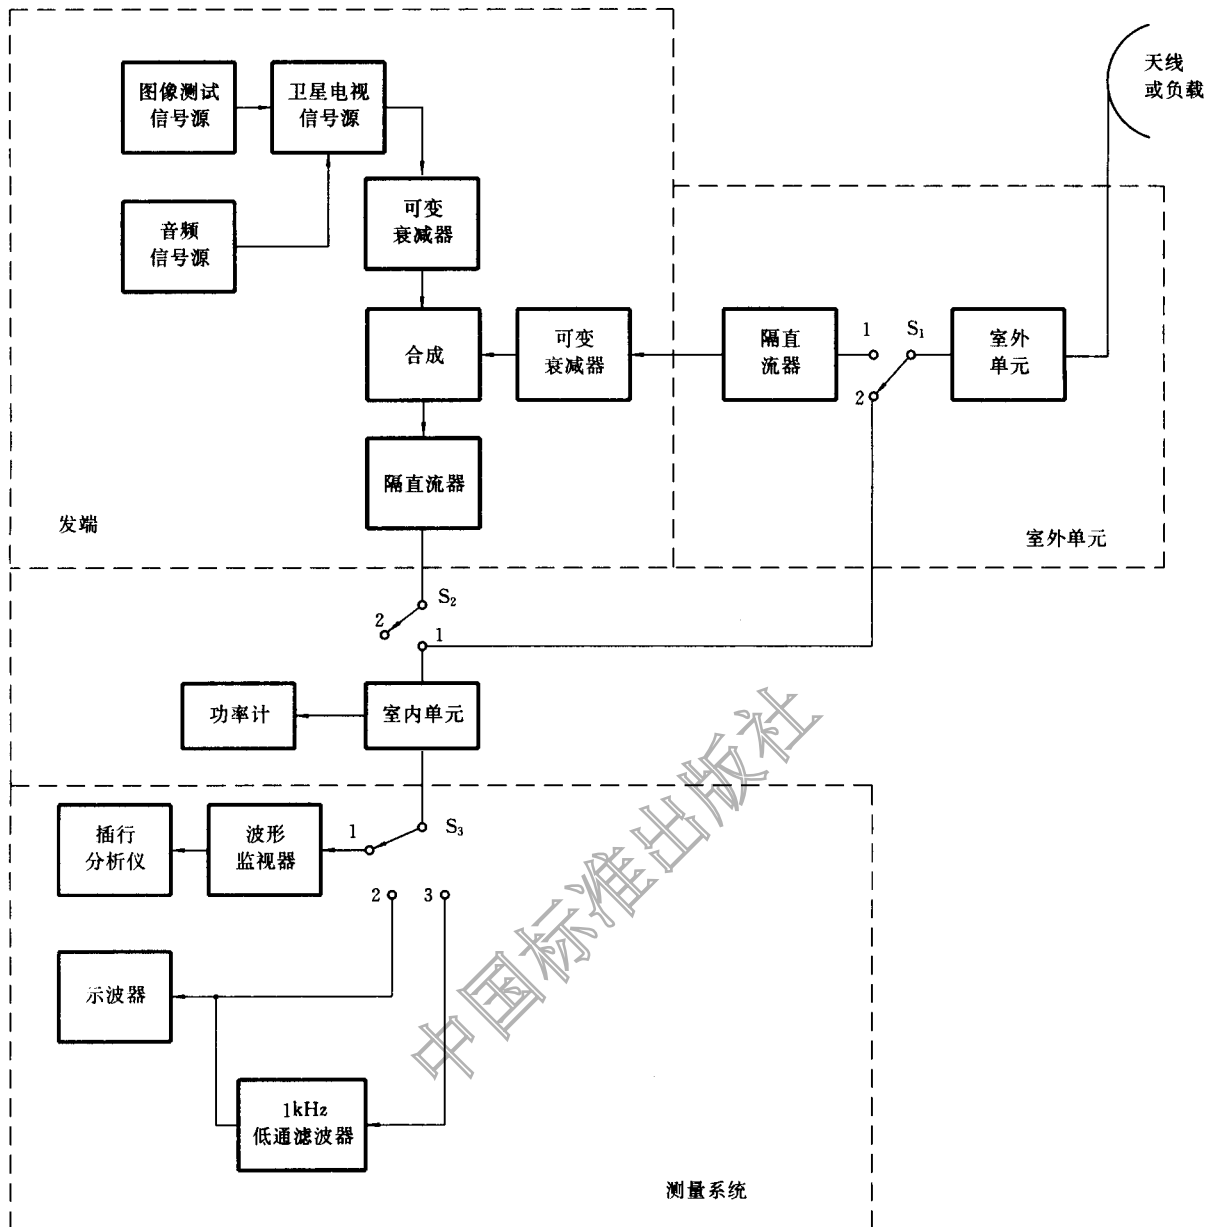 天线
或负载
图像测试
信号源
卫星电视
信号源
音频
信号源
可变
衰减器
合成
可变
衰减器
隔直
流器
1
S₁
2
室外
单元
隔直流器
发端
室外单元
S₂
2
1
功率计
室内单元
插行
分析仪
波形
监视器
1
S₃
2
3
示波器
1kHz
低通滤波器
测量系统
中国标准出版社